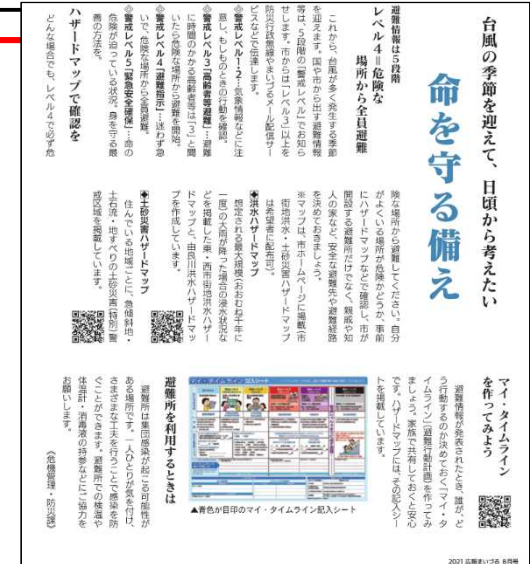 台風の季節を迎えて、日頃から考えたい
命を守る備え
避難情報は5段階
レベル4=危険な
場所から全員避難
これから、台風が多く発生する季節
を迎えます。国や市から出す避難情報
等は、5段階の「警戒レベル」でお知ら
せします。市からは「レベル3」以上を
防災行政無線やまいづるメール配信サー
ビスなどで伝達します。
◎警戒レベル1・2…気象情報などに注
意し、もしものときの行動を確認。
◎警戒レベル3「高齢者等避難」…避難
に時間のかかる高齢者等は「3」と聞
いたら危険な場所から避難を開始。
◎警戒レベル4「避難指示」…迷わず急
いで、危険な場所から全員避難。
◎警戒レベル5「緊急安全確保」…命の
危険が迫っている状況。身を守る最
善の方法を。
ハザードマップで確認を
どんな場合でも、レベル4で必ず危
険な場所から避難してください。自分
がよくいる場所が危険かどうか、事前
にハザードマップなどで確認し、市が
開設する避難所だけでなく、親戚や知
人の家など、安全な避難先や避難経路
を決めておきましょう。
※マップは、市ホームページに掲載(市
街地洪水・土砂災害ハザードマップ
は希望者に配布可)。
◆洪水ハザードマップ
想定される最大規模(おおむね千年に
一度)の大雨が降った場合の浸水状況な
どを掲載した東・西市街地洪水ハザー
ドマップと、由良川洪水ハザードマッ
プを作成しています。
◆土砂災害ハザードマップ
住んでいる地域ごとに、急傾斜地・
土石流・地すべりの土砂災害(特別)警
戒区域を掲載しています。
マイ・タイムライン
を作ってみよう
避難情報が発表されたとき、誰が、ど
う行動するのか決めておく「マイ・タ
イムライン」(避難行動計画)を作ってみ
ましょう。家族で共有しておくと安心
です。ハザードマップには、その記入シー
トを掲載しています。
マイ・タイムライン記入シート
▲青色が目印のマイ・タイムライン記入シート
避難所を利用するときは
避難所は集団感染が起こる可能性が
ある場所です。一人ひとりが気を付け、
さまざまな工夫を行うことで感染を防
ぐことができます。避難所での検温や
体温計・消毒液の持参などにご協力を
お願いします。
《危機管理・防災課》
2021 広報まいづる 8月号